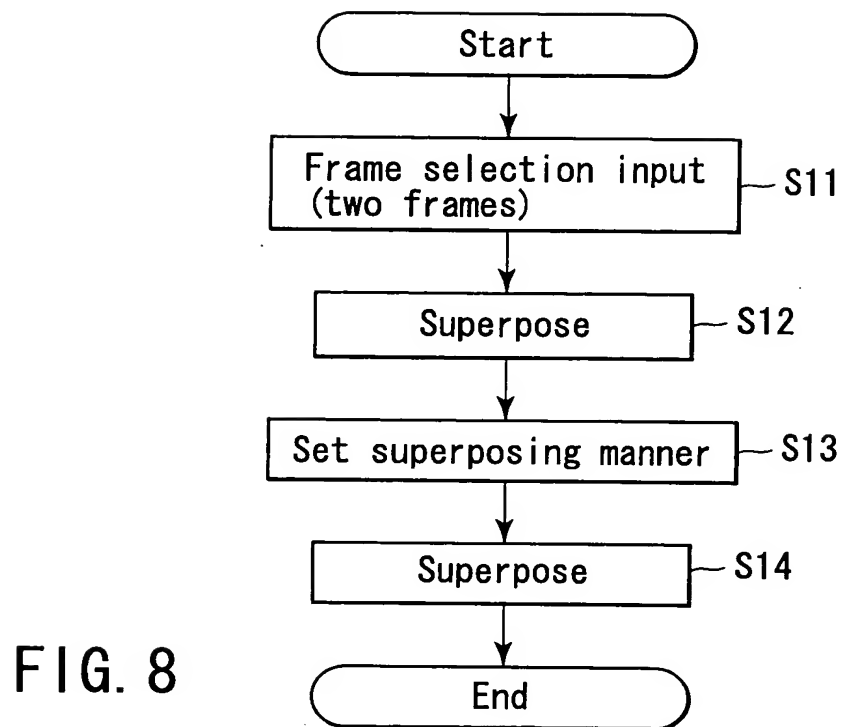 Start
Frame selection input
(two frames)
S11
Superpose
S12
Set superposing manner
S13
Superpose
S14
End
FIG. 8